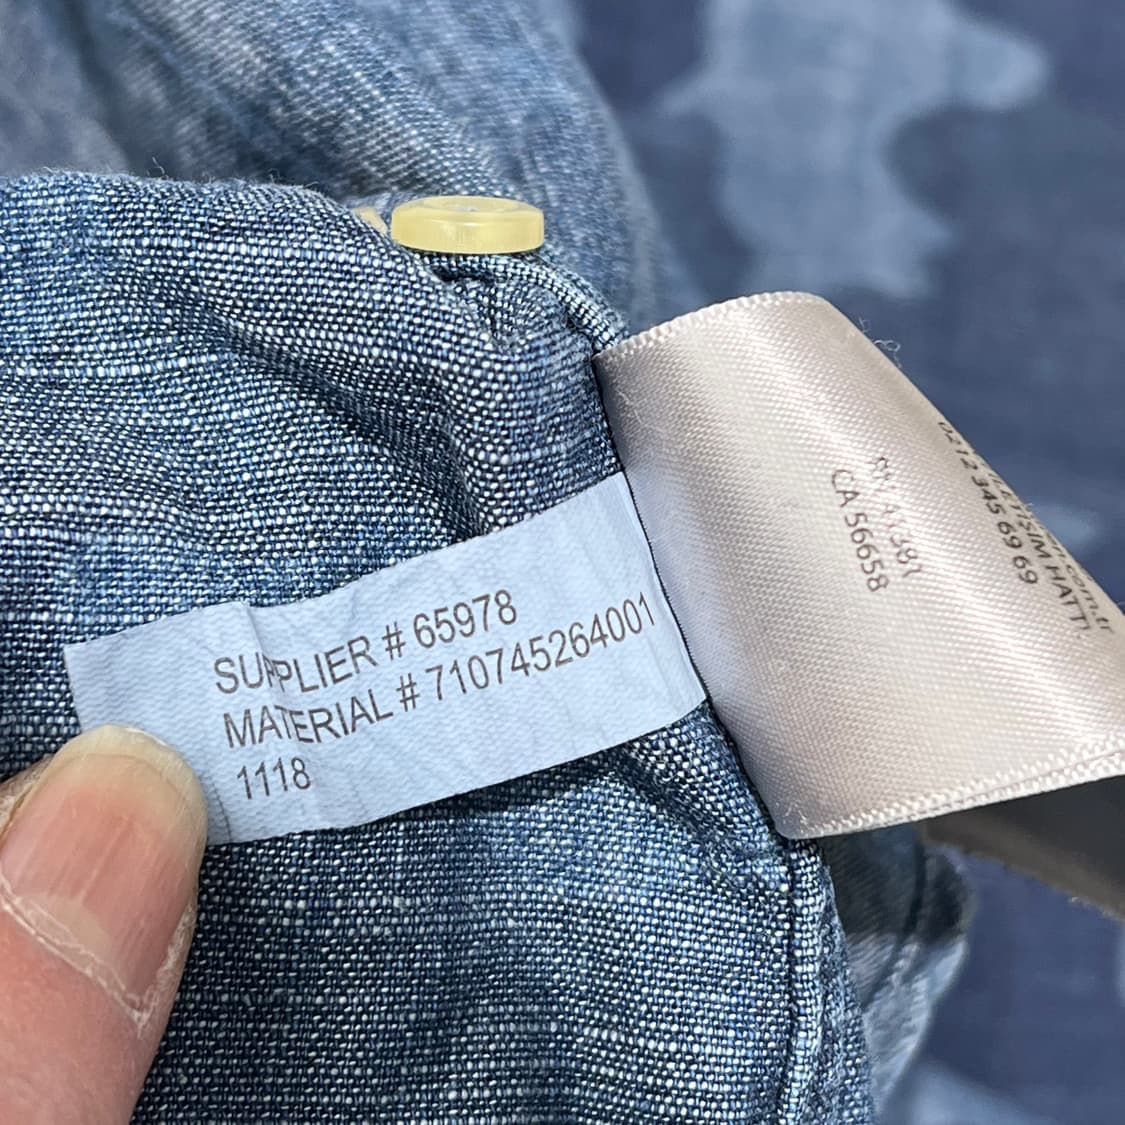 SUPPLIER # 65978
MATERIAL # 710745264001
1118
CA 56658
0212 345 69 69